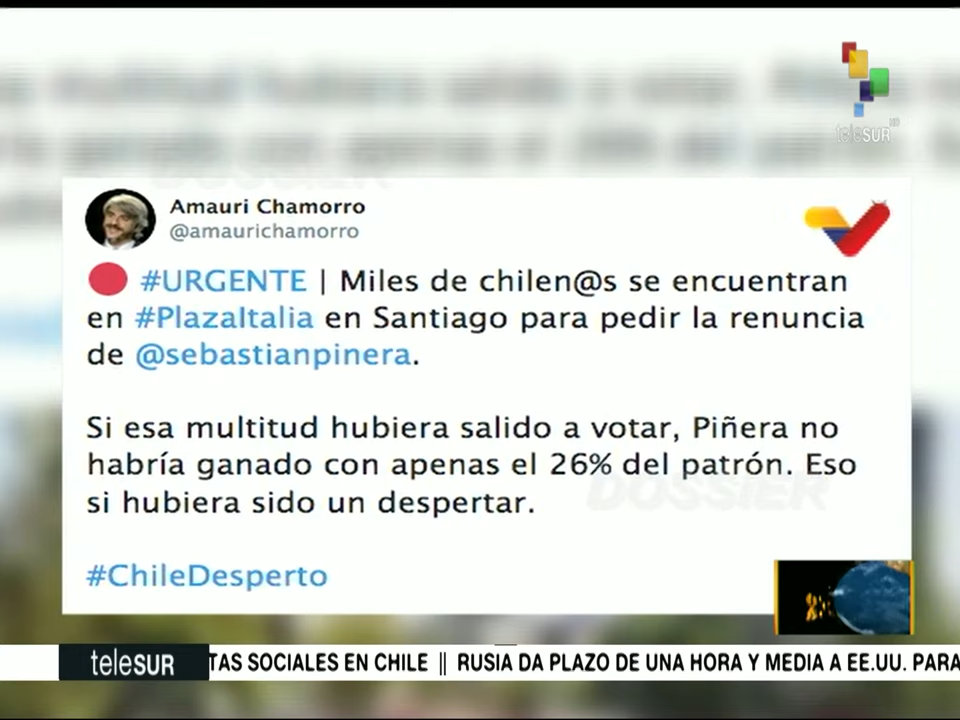 teleSUR HD
DOSSIER
Amauri Chamorro
@amaurichamorro
#URGENTE | Miles de chilen@s se encuentran
en #PlazaItalia en Santiago para pedir la renuncia
de @sebastianpinera.
Si esa multitud hubiera salido a votar, Piñera no
habría ganado con apenas el 26% del patrón. Eso
si hubiera sido un despertar.
DOSSIER
#ChileDesperto
teleSUR TAS SOCIALES EN CHILE || RUSIA DA PLAZO DE UNA HORA Y MEDIA A EE.UU. PARA